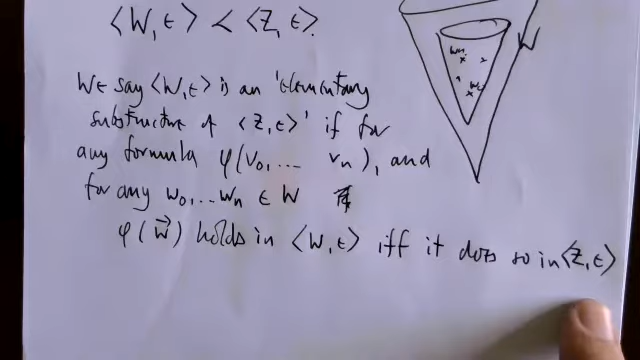 ⟨W, ∈⟩ < ⟨Z, ∈⟩.
We say ⟨W, ∈⟩ is an 'elementary
substructure of ⟨Z, ∈⟩' if for
any formula φ(v₀, ... vₙ), and
for any w₀, .. wₙ ∈ W
φ(w⃗) holds in ⟨W, ∈⟩ iff it does so in ⟨Z, ∈⟩
W